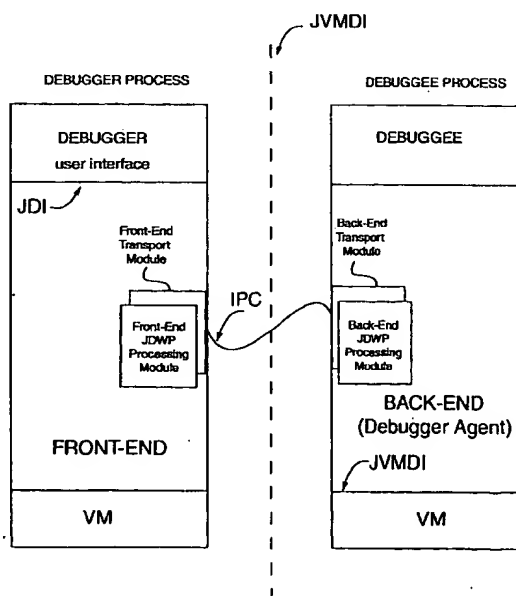 JVMDI
DEBUGGER PROCESS
DEBUGGEE PROCESS
DEBUGGER
user interface
DEBUGGEE
JDI
Front-End
Transport
Module
Back-End
Transport
Module
IPC
Front-End
JDWP
Processing
Module
Back-End
JDWP
Processing
Module
FRONT-END
BACK-END
(Debugger Agent)
JVMDI
VM
VM